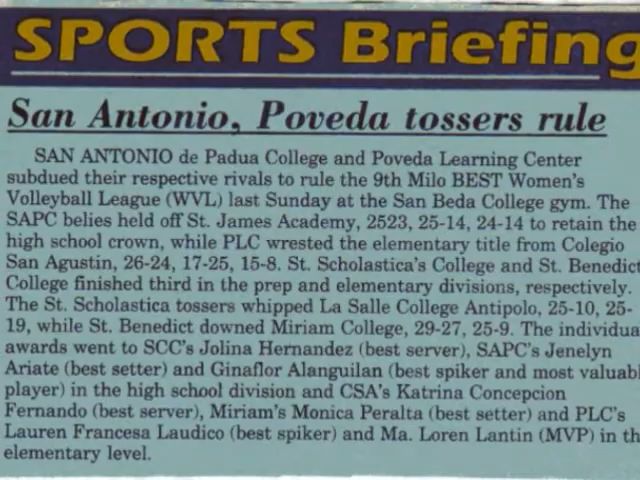 SPORTS Briefing
San Antonio, Poveda tossers rule
SAN ANTONIO de Padua College and Poveda Learning Center
subdued their respective rivals to rule the 9th Milo BEST Women's
Volleyball League (WVL) last Sunday at the San Beda College gym. The
SAPC belies held off St. James Academy, 2523, 25-14, 24-14 to retain the
high school crown, while PLC wrested the elementary title from Colegio
San Agustin, 26-24, 17-25, 15-8. St. Scholastica's College and St. Benedict
College finished third in the prep and elementary divisions, respectively.
The St. Scholastica tossers whipped La Salle College Antipolo, 25-10, 25-
19, while St. Benedict downed Miriam College, 29-27, 25-9. The individua
awards went to SCC's Jolina Hernandez (best server), SAPC's Jenelyn
Ariate (best setter) and Ginaflor Alanguilan (best spiker and most valuabl
player) in the high school division and CSA's Katrina Concepcion
Fernando (best server), Miriam's Monica Peralta (best setter) and PLC's
Lauren Francesa Laudico (best spiker) and Ma. Loren Lantin (MVP) in th
elementary level.